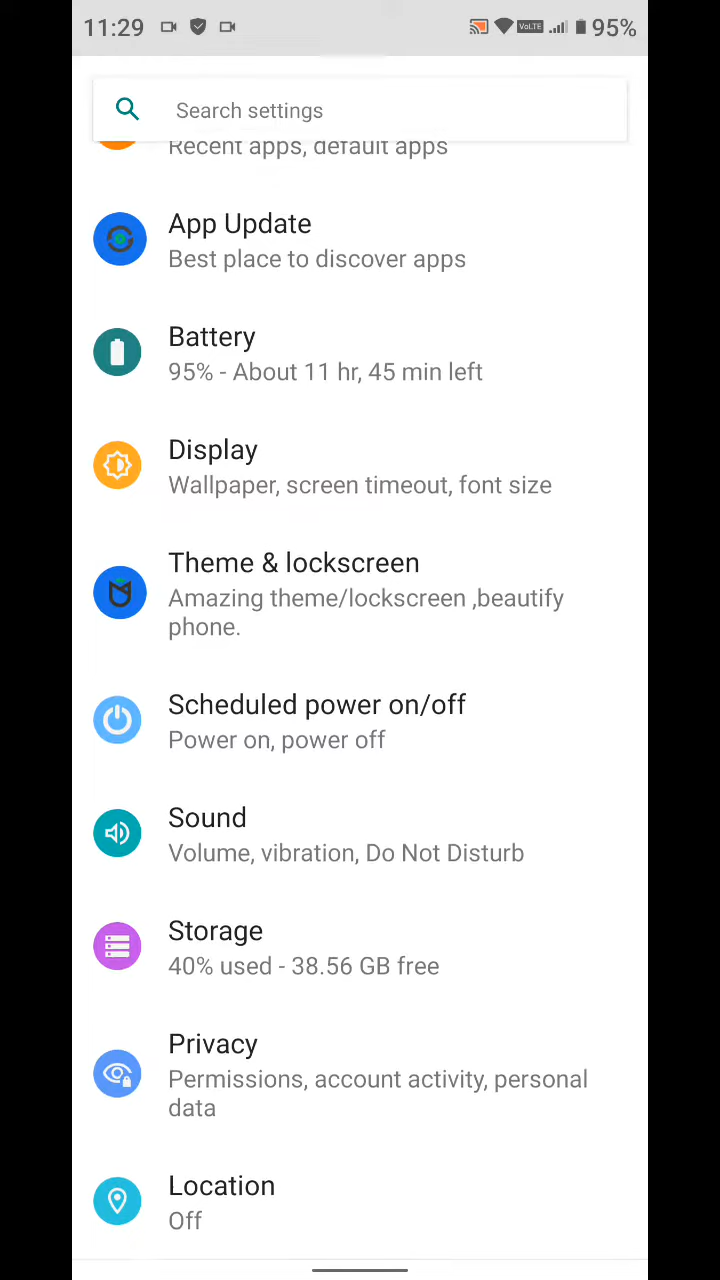 11:29 VoLTE 95%
Search settings
Recent apps, default apps
App Update
Best place to discover apps
Battery
95% - About 11 hr, 45 min left
Display
Wallpaper, screen timeout, font size
Theme & lockscreen
Amazing theme/lockscreen ,beautify
phone.
Scheduled power on/off
Power on, power off
Sound
Volume, vibration, Do Not Disturb
Storage
40% used - 38.56 GB free
Privacy
Permissions, account activity, personal
data
Location
Off